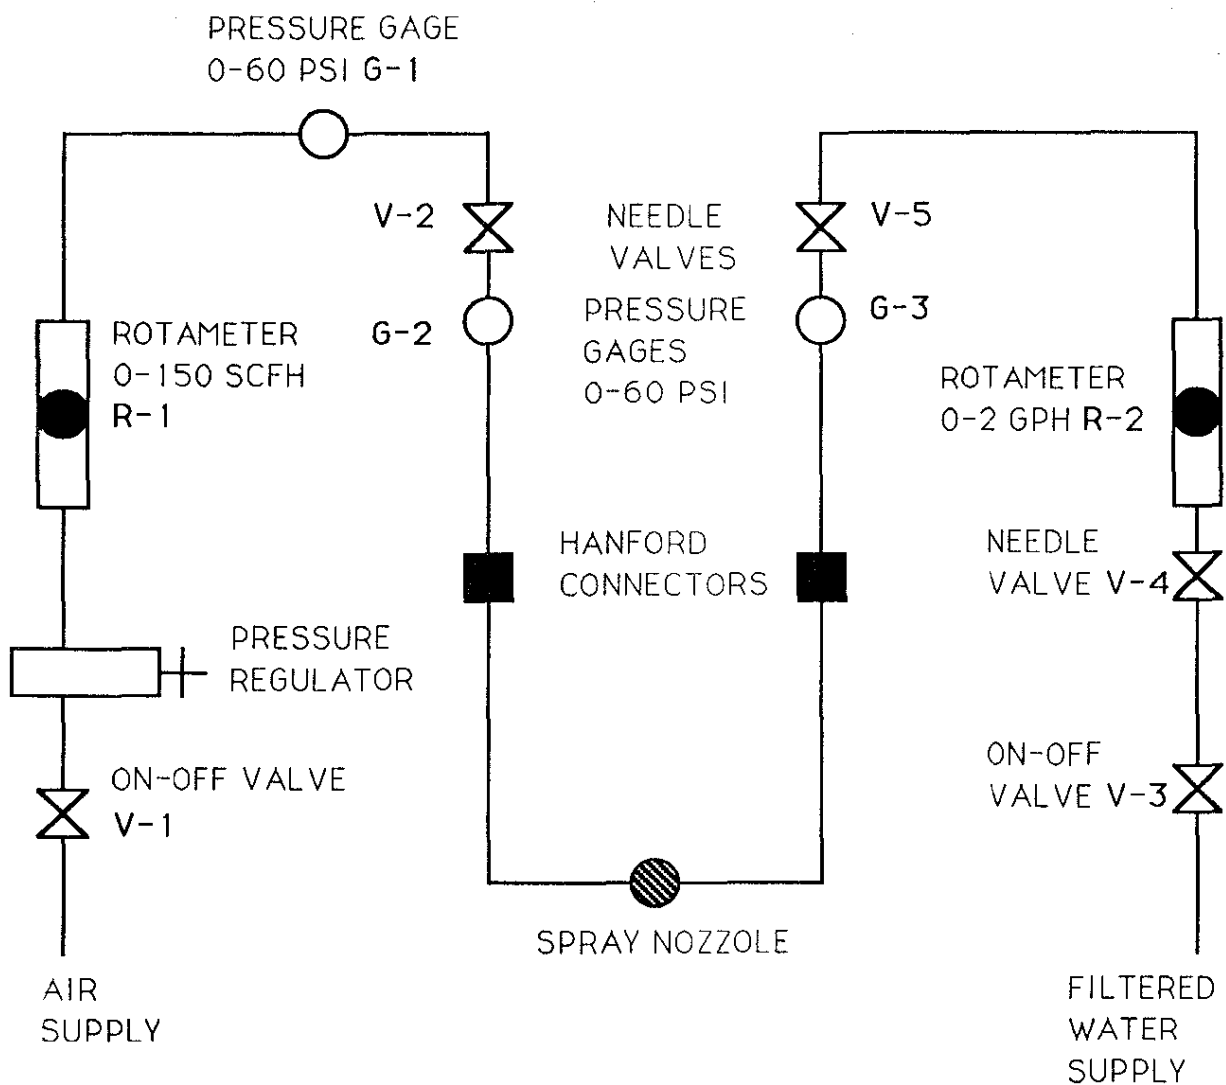 PRESSURE GAGE
0-60 PSI G-1
V-2
NEEDLE
VALVES
V-5
G-2
PRESSURE
GAGES
0-60 PSI
G-3
ROTAMETER
0-150 SCFH
R-1
ROTAMETER
0-2 GPH R-2
HANFORD
CONNECTORS
NEEDLE
VALVE V-4
PRESSURE
REGULATOR
ON-OFF VALVE
V-1
ON-OFF
VALVE V-3
SPRAY NOZZOLE
AIR
SUPPLY
FILTERED
WATER
SUPPLY